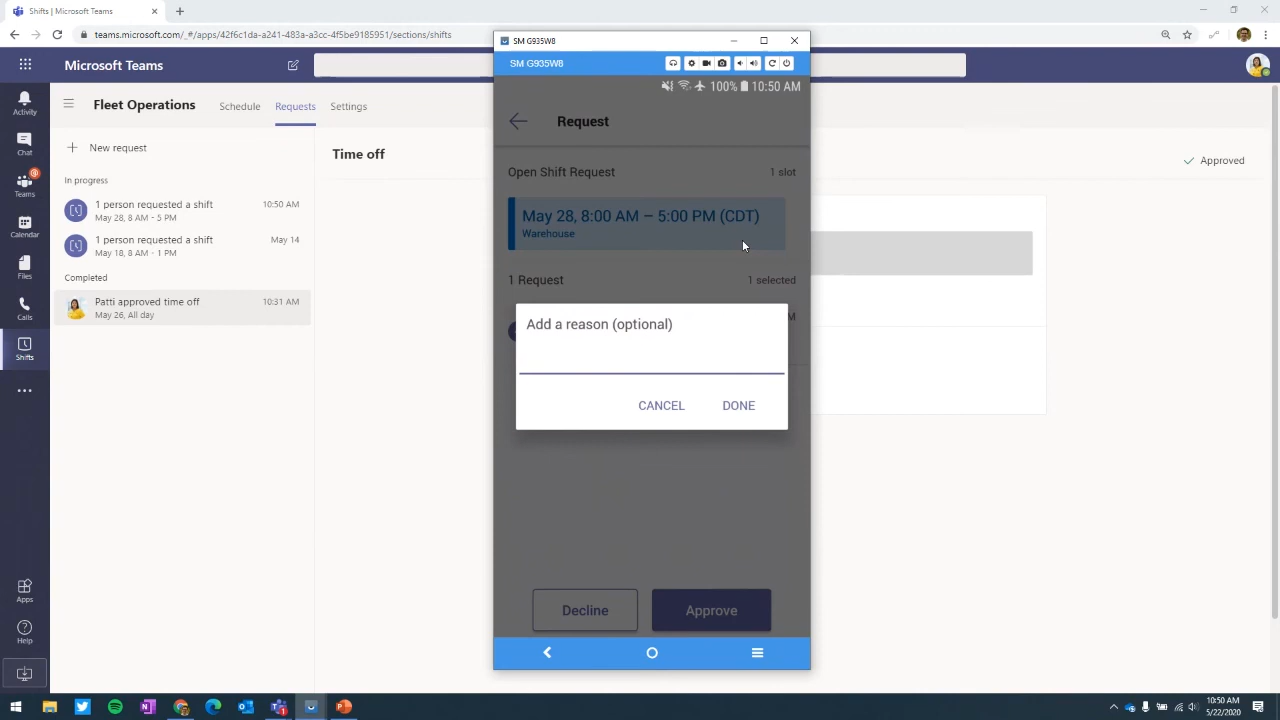 Shifts | Microsoft Teams
https://teams.microsoft.com/_#/apps/42f6c1da-a241-483a-a3cc-4f5be9185951/sections/shifts
SM G935W8
SM G935W8
100% 10:50 AM
Microsoft Teams
Activity
Chat
Teams
Calendar
Files
Calls
Shifts
Apps
Help
Fleet Operations
Schedule
Requests
Settings
New request
In progress
1 person requested a shift 10:50 AM
May 28, 8 AM - 5 PM
1 person requested a shift May 14
May 18, 8 AM - 1 PM
Completed
Patti approved time off 10:31 AM
May 26, All day
Time off
Approved
Request
Open Shift Request 1 slot
May 28, 8:00 AM – 5:00 PM (CDT)
Warehouse
1 Request 1 selected
Add a reason (optional)
CANCEL DONE
Decline Approve
10:50 AM
5/22/2020